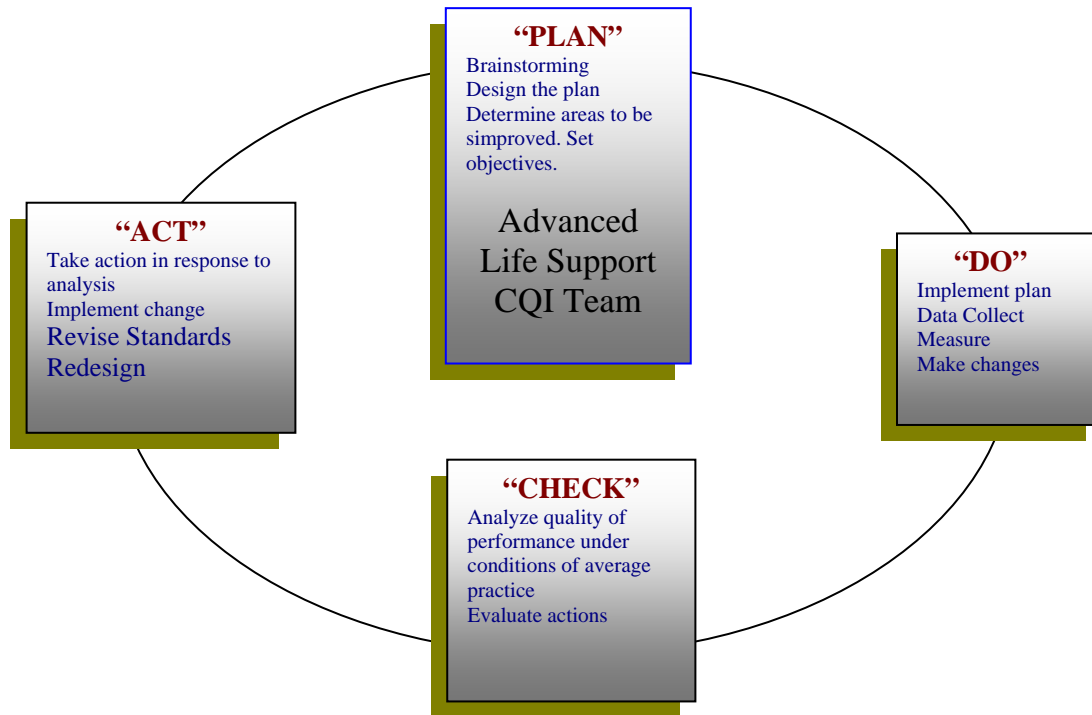 “PLAN”
Brainstorming
Design the plan
Determine areas to be
simproved. Set
objectives.
Advanced
Life Support
CQI Team
“DO”
Implement plan
Data Collect
Measure
Make changes
“CHECK”
Analyze quality of
performance under
conditions of average
practice
Evaluate actions
“ACT”
Take action in response to
analysis
Implement change
Revise Standards
Redesign